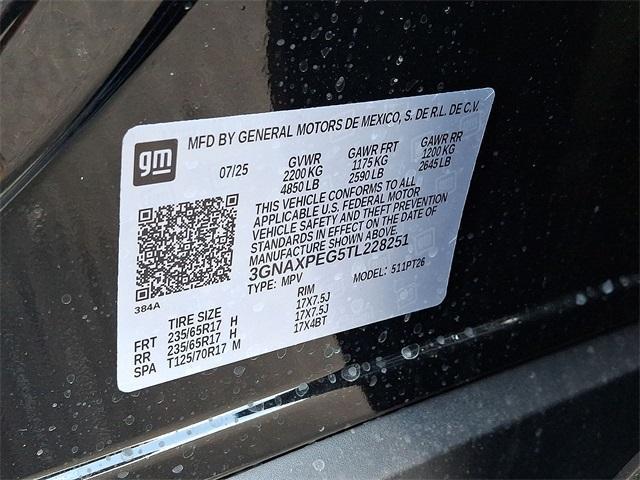 gm
MFD BY GENERAL MOTORS DE MEXICO, S. DE R.L. DE C.V.
07/25 GVWR GAWR FRT GAWR RR
2200 KG 1175 KG 1200 KG
4850 LB 2590 LB 2645 LB
THIS VEHICLE CONFORMS TO ALL
APPLICABLE U.S. FEDERAL MOTOR
VEHICLE SAFETY AND THEFT PREVENTION
STANDARDS IN EFFECT ON THE DATE OF
MANUFACTURE SHOWN ABOVE.
3GNAXPEG5TL228251
TYPE: MPV MODEL: 511PT26
384A
TIRE SIZE RIM
FRT 235/65R17 H 17X7.5J
RR 235/65R17 H 17X7.5J
SPA T125/70R17 M 17X4BT